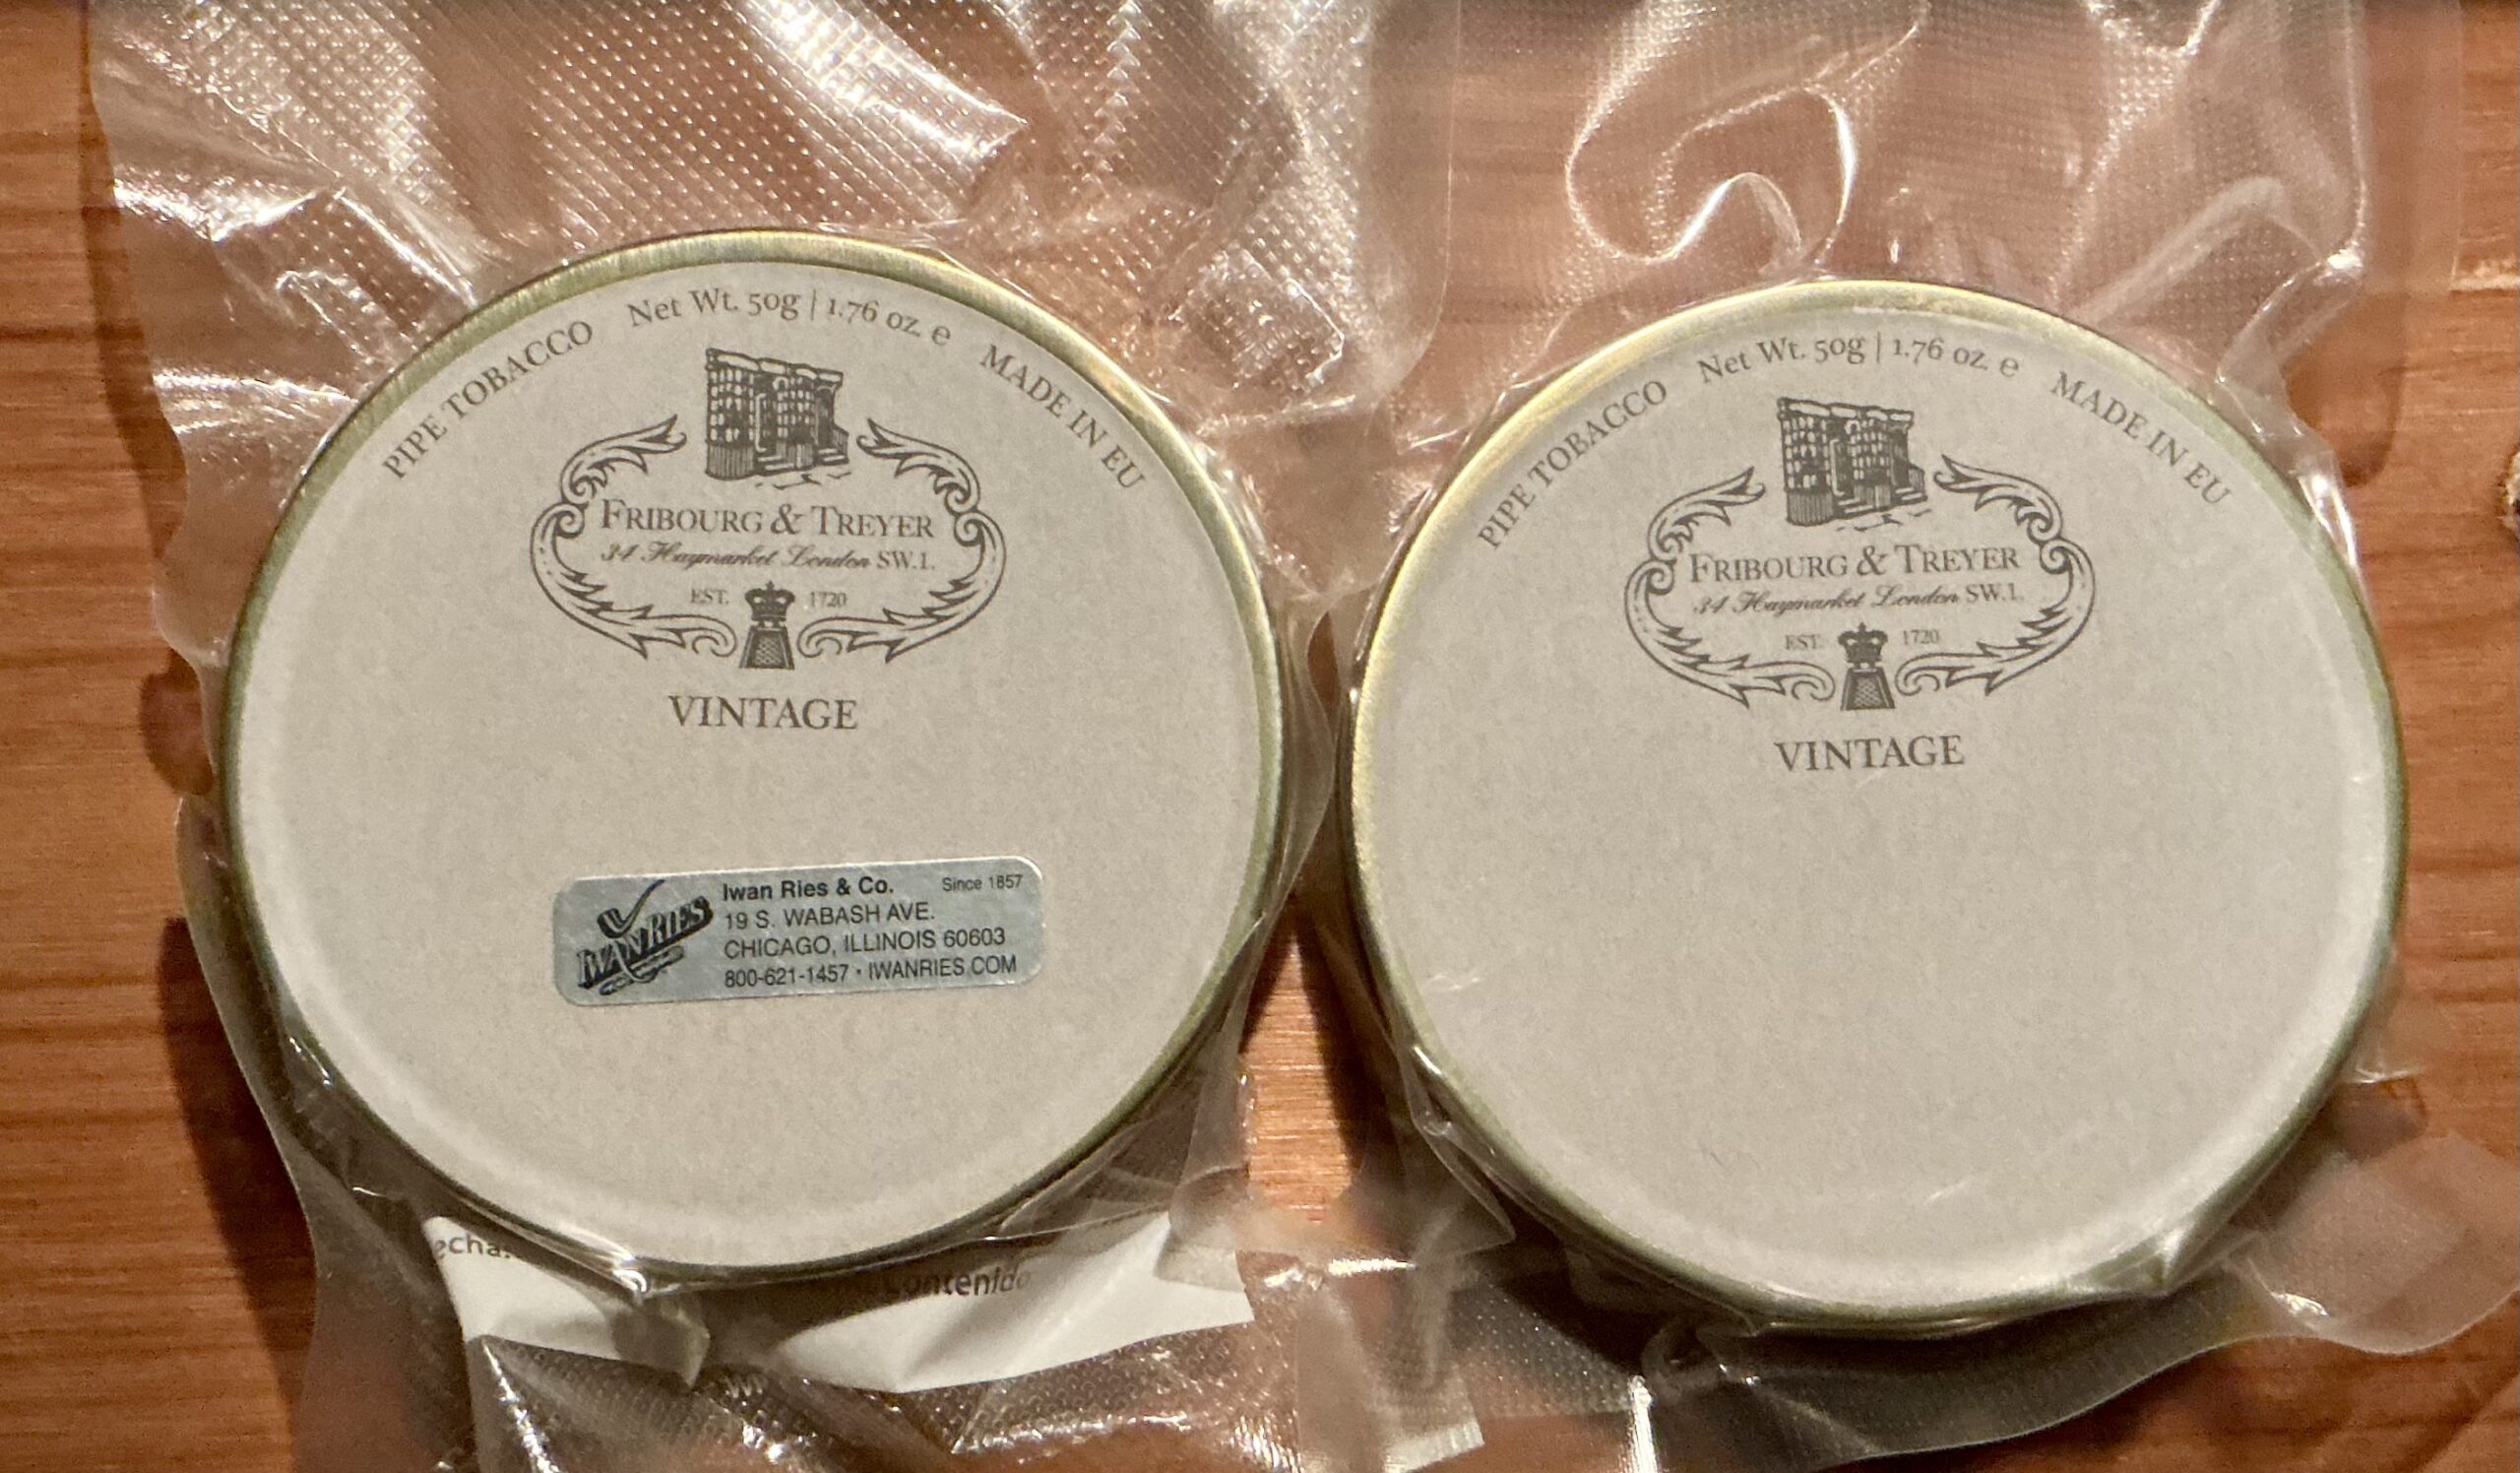 PIPE TOBACCO Net Wt. 50g | 1.76 oz. e MADE IN EU
FRIBOURG & TREYER
34 Haymarket London SW.1.
EST. 1720
VINTAGE
IWAN RIES
Iwan Ries & Co. Since 1857
19 S. WABASH AVE.
CHICAGO, ILLINOIS 60603
800-621-1457 • IWANRIES.COM
Contenido
PIPE TOBACCO Net Wt. 50g | 1.76 oz. e MADE IN EU
FRIBOURG & TREYER
34 Haymarket London SW.1.
EST. 1720
VINTAGE